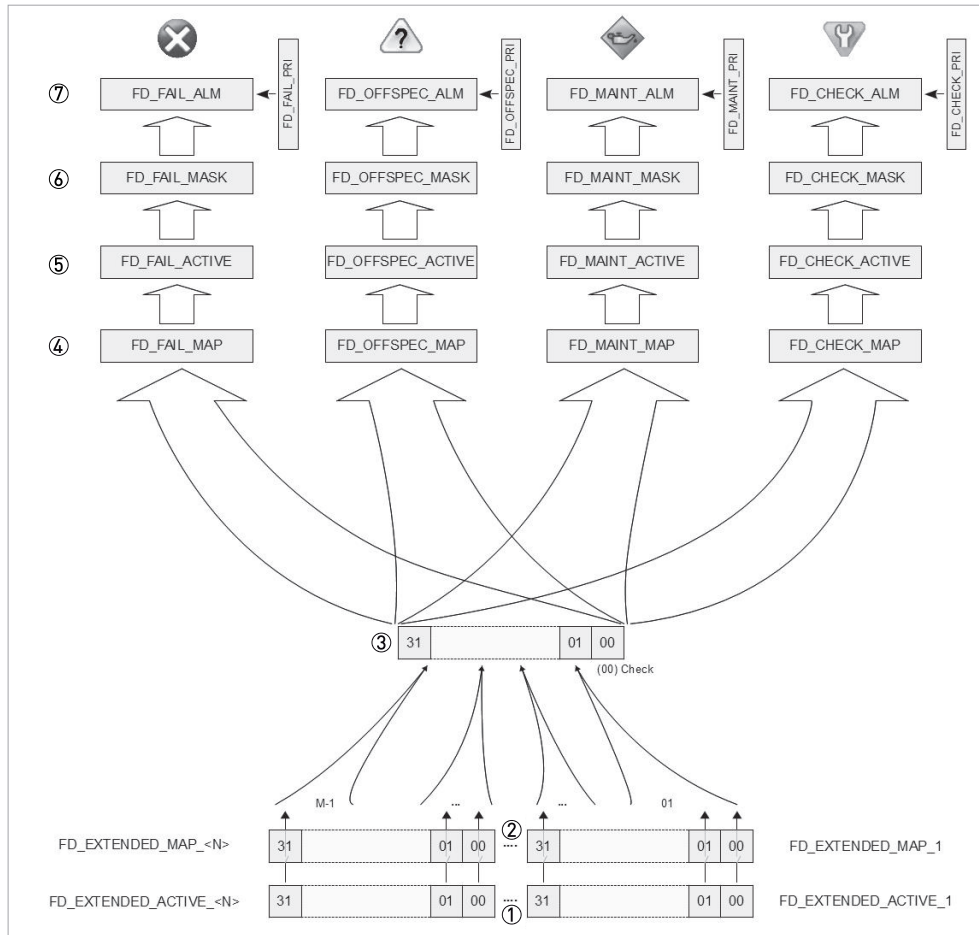 ?
FD_FAIL_PRI
FD_OFFSPEC_PRI
FD_MAINT_PRI
FD_CHECK_PRI
⑦ FD_FAIL_ALM FD_OFFSPEC_ALM FD_MAINT_ALM FD_CHECK_ALM
⑥ FD_FAIL_MASK FD_OFFSPEC_MASK FD_MAINT_MASK FD_CHECK_MASK
⑤ FD_FAIL_ACTIVE FD_OFFSPEC_ACTIVE FD_MAINT_ACTIVE FD_CHECK_ACTIVE
④ FD_FAIL_MAP FD_OFFSPEC_MAP FD_MAINT_MAP FD_CHECK_MAP
③ 31 01 00
(00) Check
M-1 ... ... 01
②
FD_EXTENDED_MAP_<N> 31 01 00 .... 31 01 00 FD_EXTENDED_MAP_1
FD_EXTENDED_ACTIVE_<N> 31 01 00 .... 31 01 00 FD_EXTENDED_ACTIVE_1
①